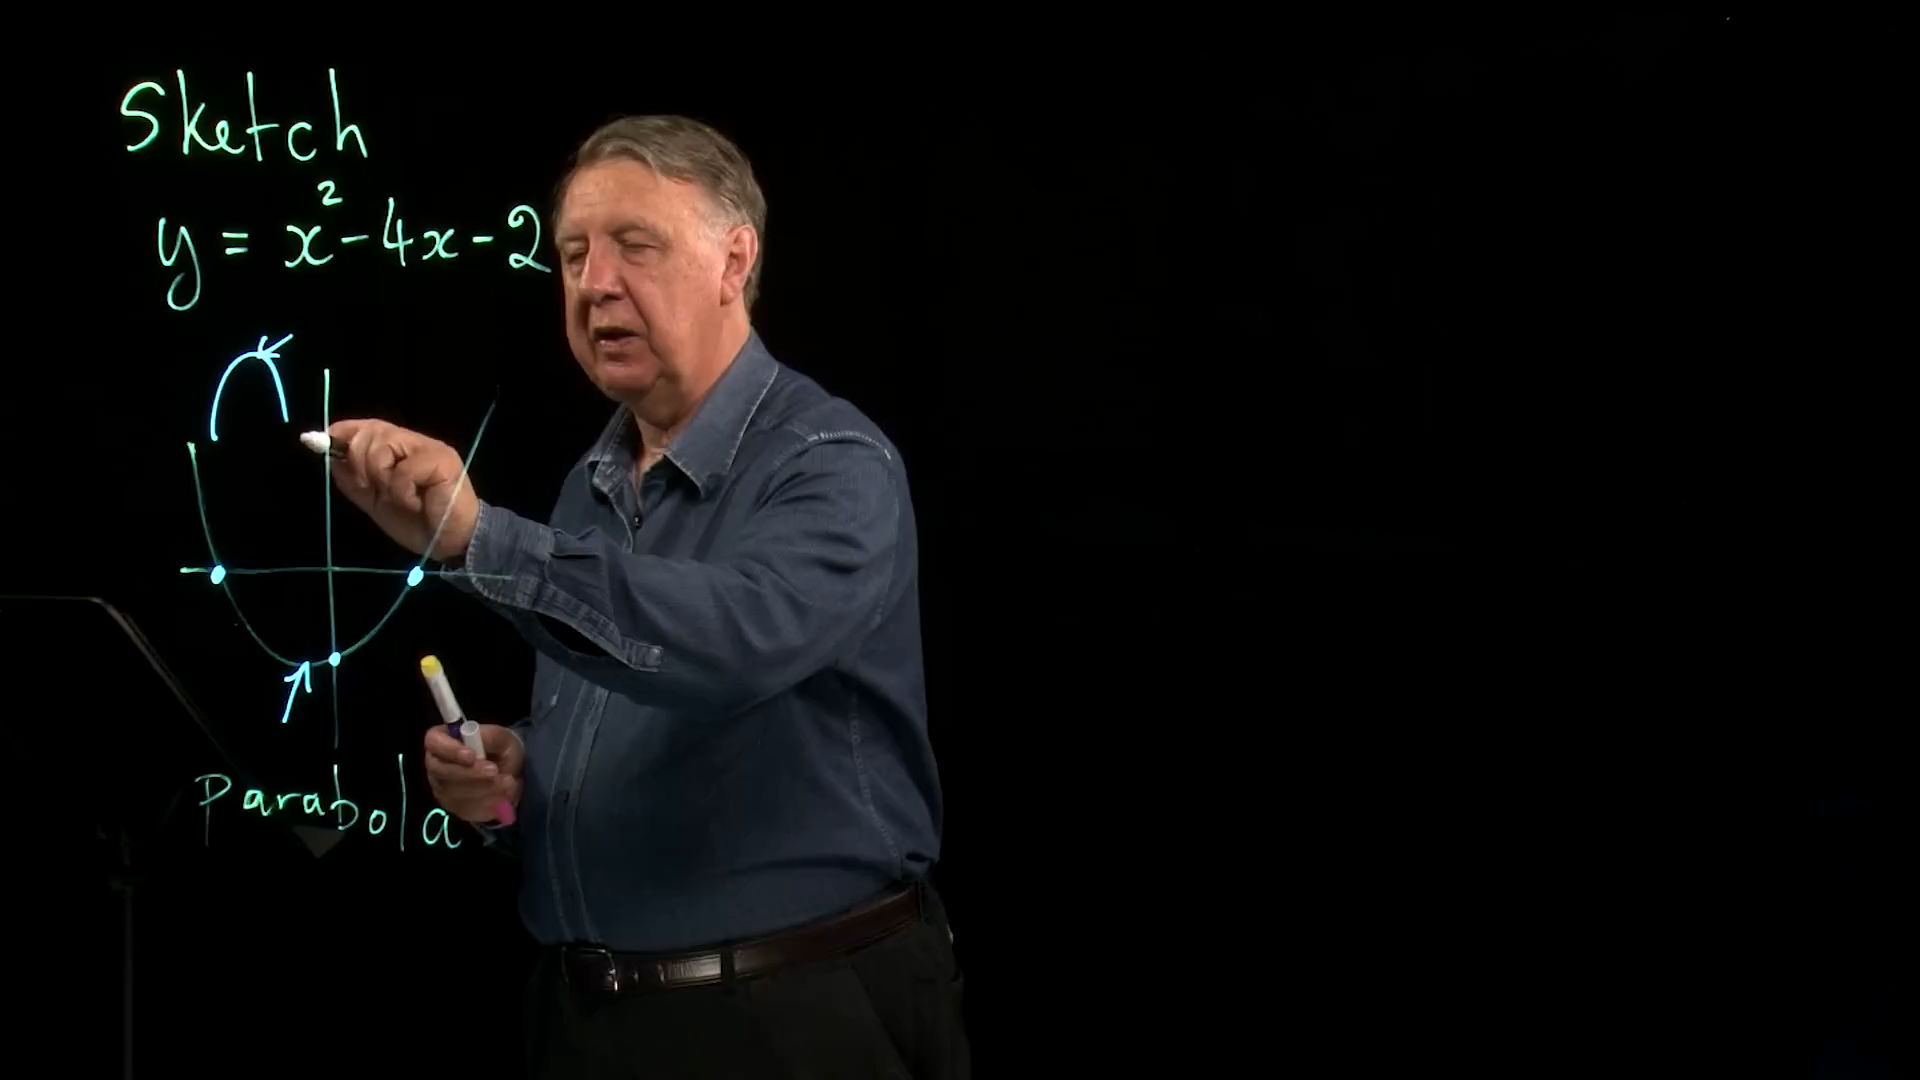 Sketch
y = x² - 4x - 2
Parabola